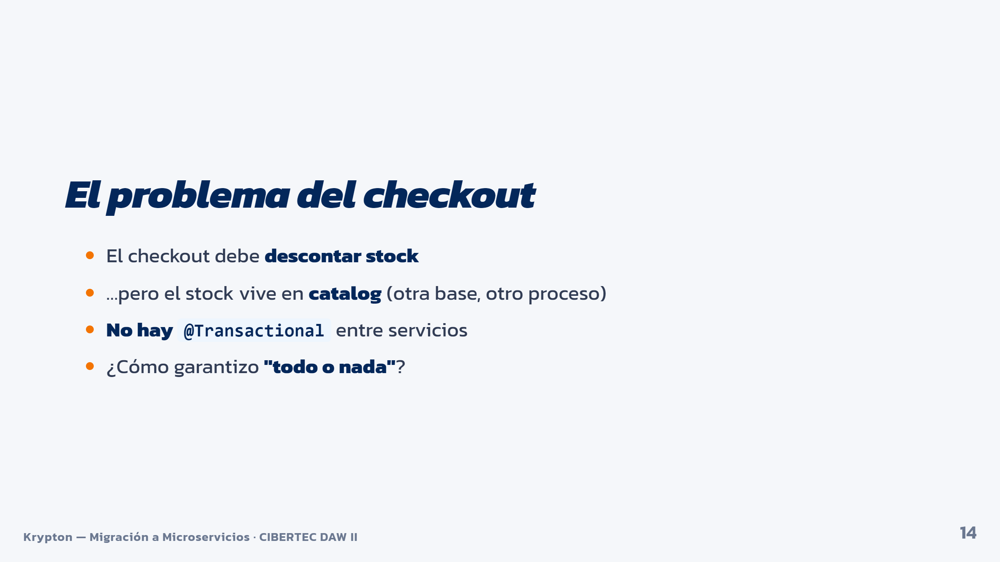 El problema del checkout
El checkout debe descontar stock
...pero el stock vive en catalog (otra base, otro proceso)
No hay @Transactional entre servicios
¿Cómo garantizo "todo o nada"?
Krypton — Migración a Microservicios · CIBERTEC DAW II
14